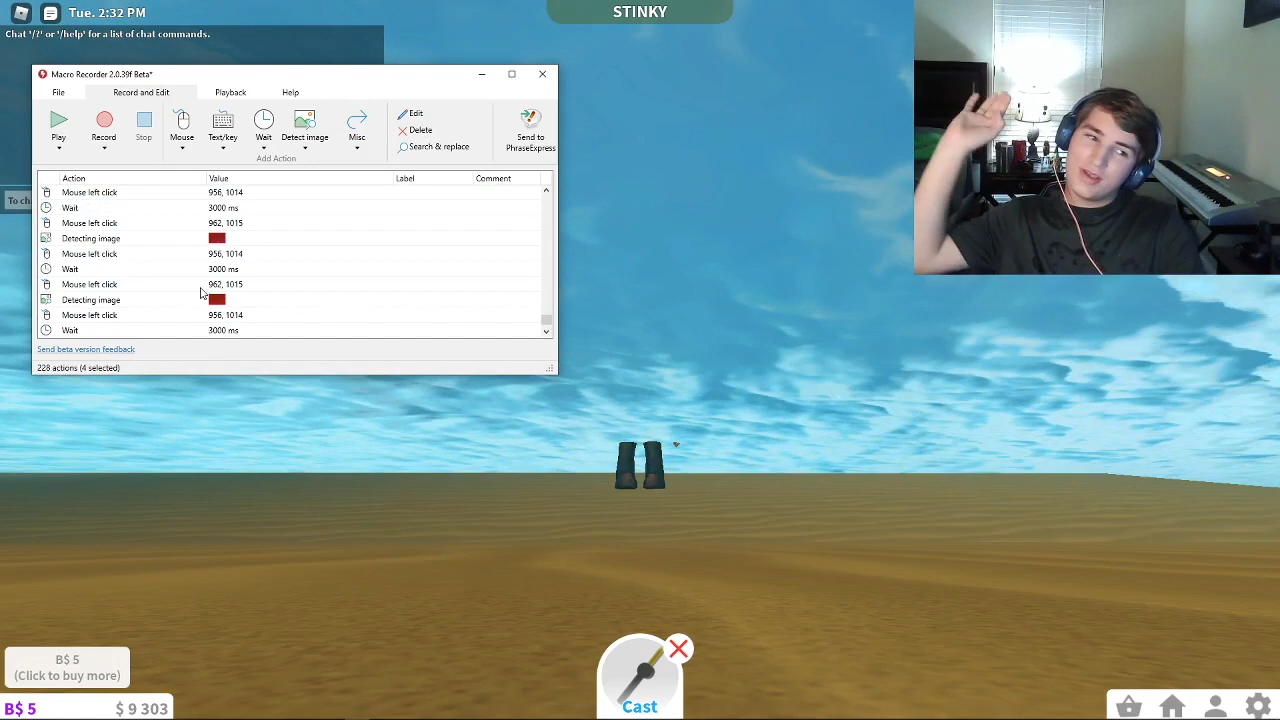 Tue. 2:32 PM
STINKY
Chat '/?' or '/help' for a list of chat commands.
Macro Recorder 2.0.39f Beta*
File Record and Edit Playback Help
Play Record Stop Mouse Text/key Wait Detect image Misc
Edit
Delete
Search & replace
Send to
PhraseExpress
Add Action
Action Value Label Comment
Mouse left click 956, 1014
Wait 3000 ms
Mouse left click 962, 1015
Detecting image
Mouse left click 956, 1014
Wait 3000 ms
Mouse left click 962, 1015
Detecting image
Mouse left click 956, 1014
Wait 3000 ms
To ch
Send beta version feedback
228 actions (4 selected)
B$ 5
(Click to buy more)
B$ 5 $ 9 303
Cast